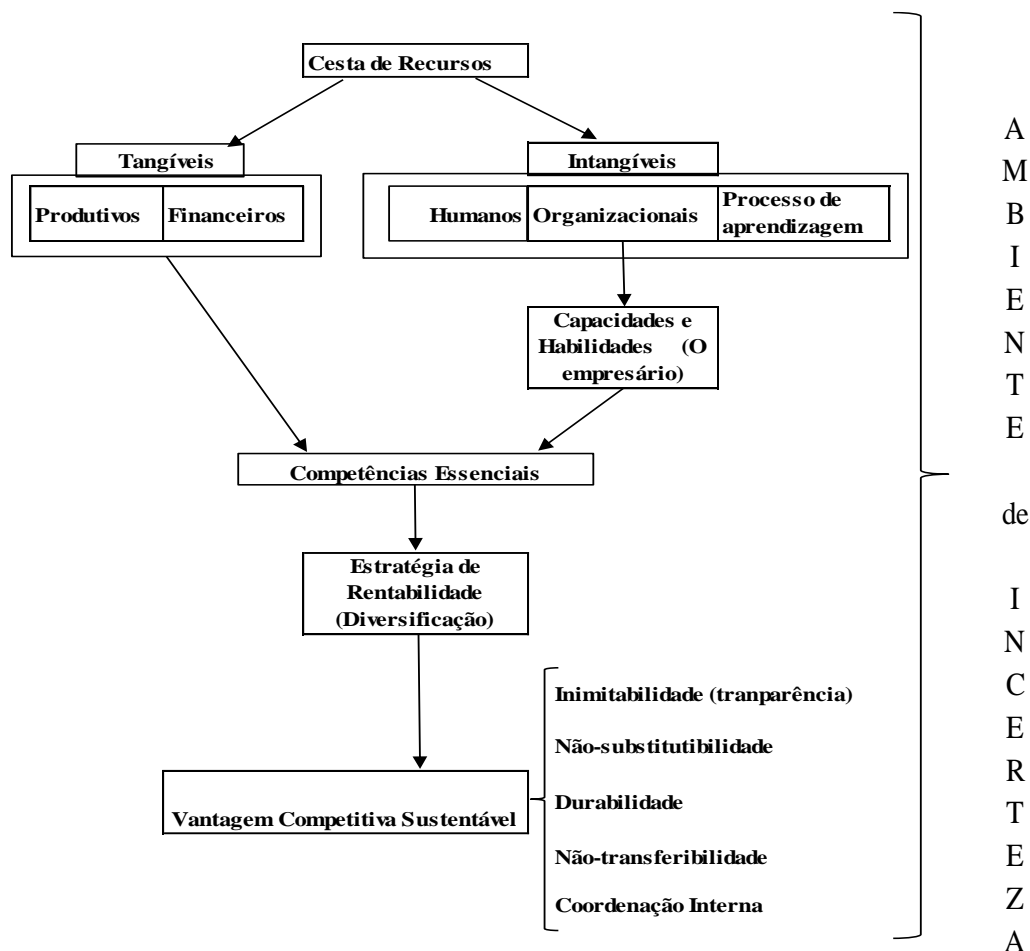 Cesta de Recursos
Tangíveis
Intangíveis
Produtivos
Financeiros
Humanos
Organizacionais
Processo de
aprendizagem
Capacidades e
Habilidades (O
empresário)
Competências Essenciais
Estratégia de
Rentabilidade
(Diversificação)
Vantagem Competitiva Sustentável
Inimitabilidade (tranparência)
Não-substitutibilidade
Durabilidade
Não-transferibilidade
Coordenação Interna
A
M
B
I
E
N
T
E
de
I
N
C
E
R
T
E
Z
A